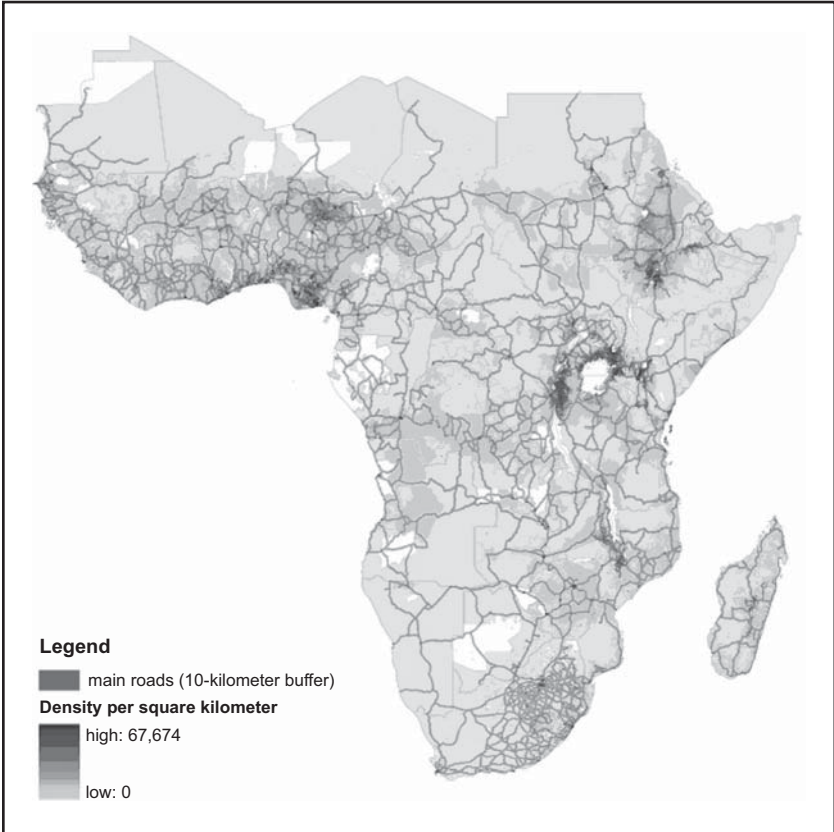 Legend
main roads (10-kilometer buffer)
Density per square kilometer
high: 67,674
low: 0